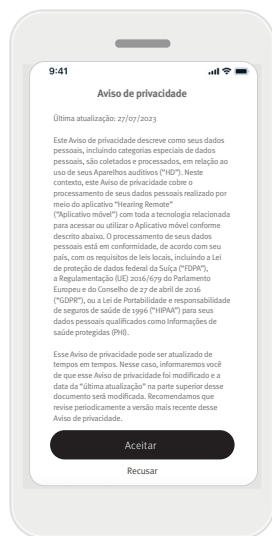 9:41
Aviso de privacidade
Última atualização: 27/07/2023
Este Aviso de privacidade descreve como seus dados
pessoais, incluindo categorias especiais de dados
pessoais, são coletados e processados, em relação ao
uso de seus Aparelhos auditivos (“HD”). Neste
contexto, este Aviso de privacidade cobre o
processamento de seus dados pessoais realizado por
meio do aplicativo “Hearing Remote”
(“Aplicativo móvel”) com toda a tecnologia relacionada
para acessar ou utilizar o Aplicativo móvel conforme
descrito abaixo. O processamento de seus dados
pessoais está em conformidade, de acordo com seu
país, com os requisitos de leis locais, incluindo a Lei
de proteção de dados federal da Suíça (“FDPA”),
a Regulamentação (UE) 2016/679 do Parlamento
Europeu e do Conselho de 27 de abril de 2016
(“GDPR”), ou a Lei de Portabilidade e responsabilidade
de seguros de saúde de 1996 (“HIPAA”) para seus
dados pessoais qualificados como Informações de
saúde protegidas (PHI).
Esse Aviso de privacidade pode ser atualizado de
tempos em tempos. Nesse caso, informaremos você
de que esse Aviso de privacidade foi modificado e a
data da “última atualização” na parte superior desse
documento será modificada. Recomendamos que
revise periodicamente a versão mais recente desse
Aviso de privacidade.
Aceitar
Recusar